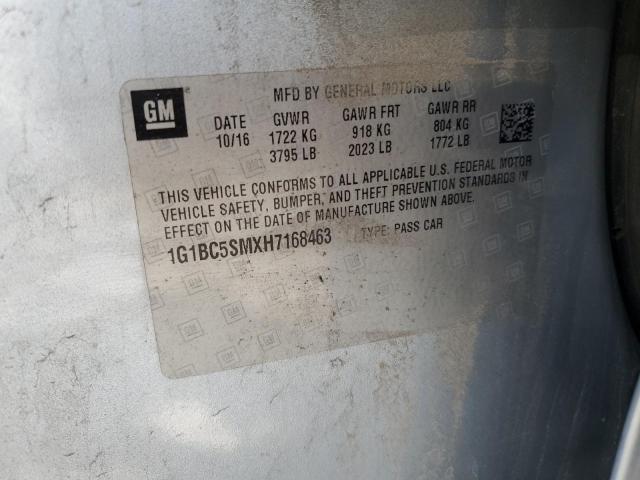 GM
MFD BY GENERAL MOTORS LLC
DATE GVWR GAWR FRT GAWR RR
10/16 1722 KG 918 KG 804 KG
3795 LB 2023 LB 1772 LB
THIS VEHICLE CONFORMS TO ALL APPLICABLE U.S. FEDERAL MOTOR
VEHICLE SAFETY, BUMPER, AND THEFT PREVENTION STANDARDS IN
EFFECT ON THE DATE OF MANUFACTURE SHOWN ABOVE.
1G1BC5SMXH7168463 TYPE: PASS CAR